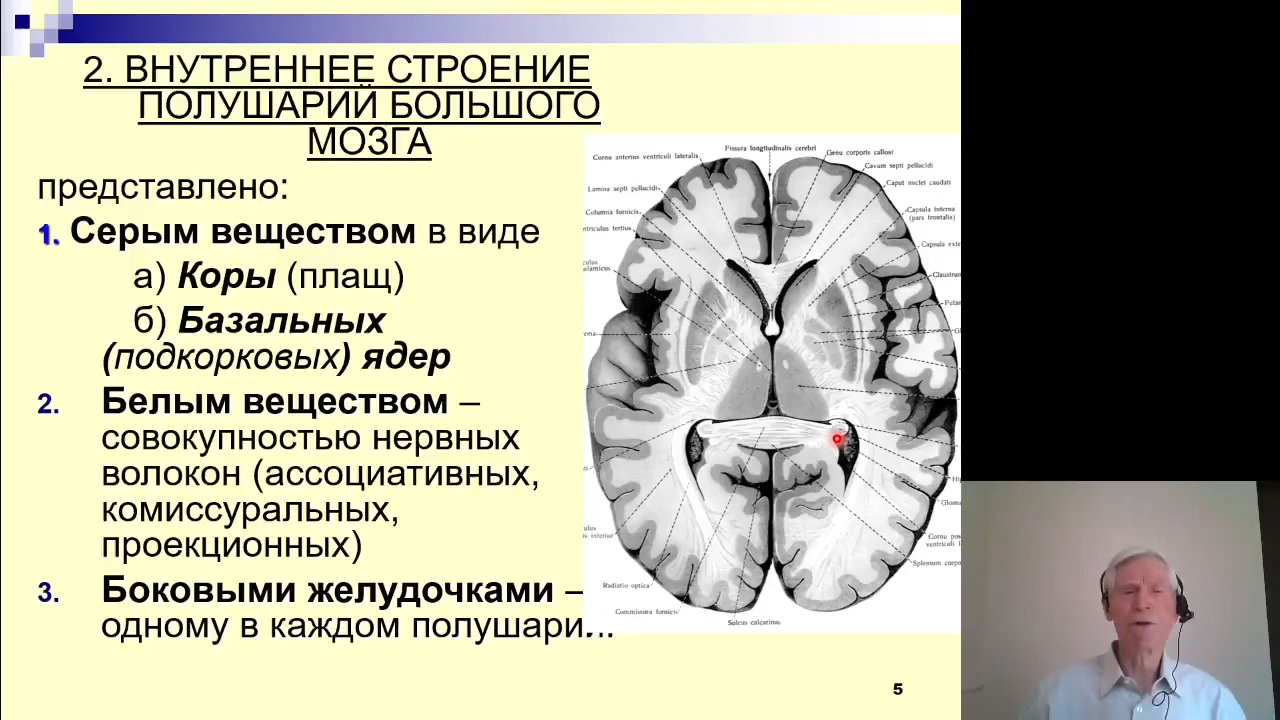 2. ВНУТРЕННЕЕ СТРОЕНИЕ
ПОЛУШАРИЙ БОЛЬШОГО
МОЗГА
представлено:
1. Серым веществом в виде
а) Коры (плащ)
б) Базальных
(подкорковых) ядер
2. Белым веществом –
совокупностью нервных
волокон (ассоциативных,
комиссуральных,
проекционных)
3. Боковыми желудочками –
одному в каждом полушарии.
Fissura longitudinalis cerebri
Cornu anterius ventriculi lateralis
Lamina septi pellucidi
Columna fornicis
Genu corporis callosi
Cavum septi pellucidi
Caput nuclei caudati
Capsula interna
(pars frontalis)
Capsula
Claustrum
Radiatio optica
Commissura fornicis
Sulcus calcarinus
Cornu
ventriculi
Splenium
5